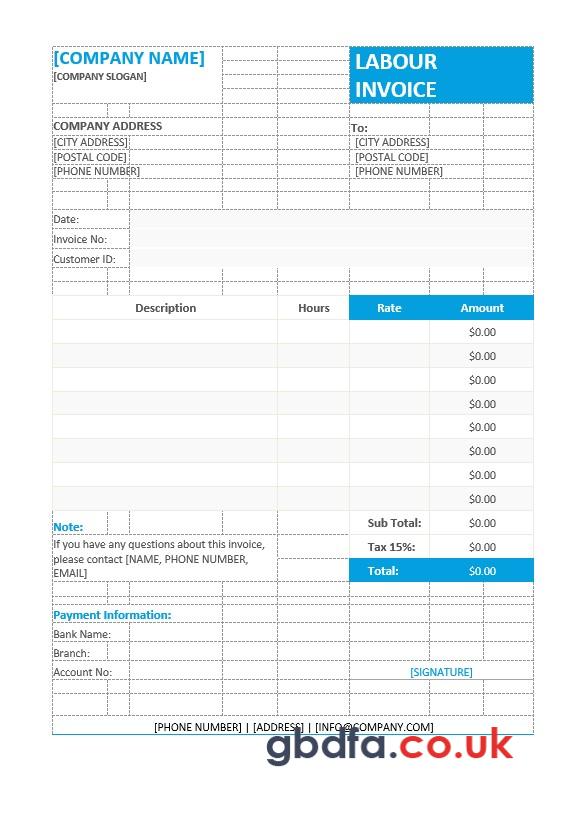 [COMPANY NAME]
[COMPANY SLOGAN]
LABOUR
INVOICE
COMPANY ADDRESS
[CITY ADDRESS]
[POSTAL CODE]
[PHONE NUMBER]
To:
[CITY ADDRESS]
[POSTAL CODE]
[PHONE NUMBER]
Date:
Invoice No:
Customer ID:
Description Hours Rate Amount
$0.00
$0.00
$0.00
$0.00
$0.00
$0.00
$0.00
$0.00
Note:
If you have any questions about this invoice,
please contact [NAME, PHONE NUMBER,
EMAIL]
Sub Total: $0.00
Tax 15%: $0.00
Total: $0.00
Payment Information:
Bank Name:
Branch:
Account No:
[SIGNATURE]
[PHONE NUMBER] | [ADDRESS] | [INFO@COMPANY.COM]
gbdfa.co.uk